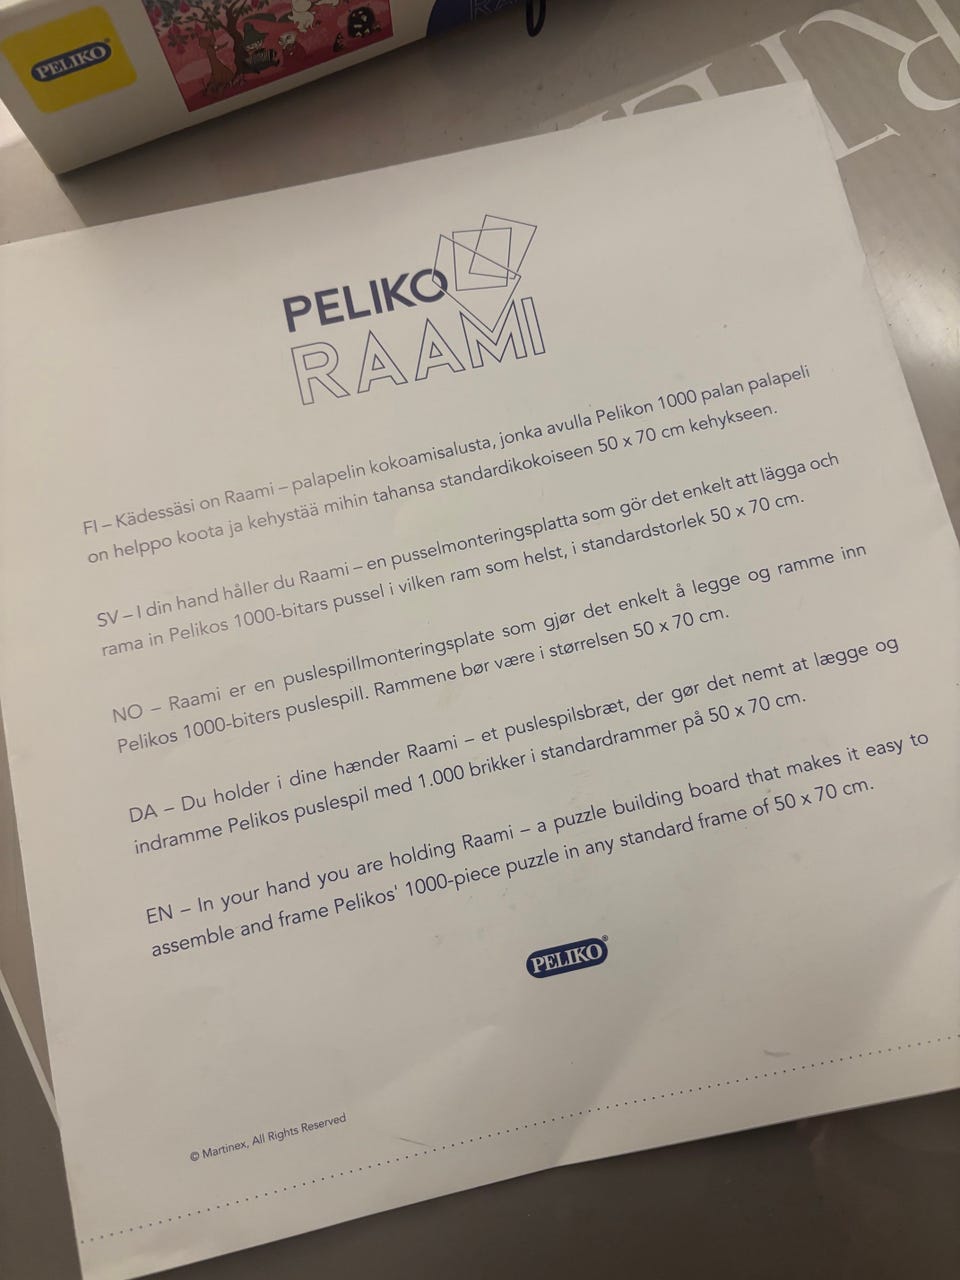 PELIKO
PELIKO
RAAMI
FI – Kädessäsi on Raami – palapelin kokoamisalusta, jonka avulla Pelikon 1000 palan palapeli
on helppo koota ja kehystää mihin tahansa standardikokoiseen 50 x 70 cm kehykseen.
SV – I din hand håller du Raami – en pusselmonteringsplatta som gör det enkelt att lägga och
rama in Pelikos 1000-bitars pussel i vilken ram som helst, i standardstorlek 50 x 70 cm.
NO – Raami er en puslespillmonteringsplate som gjør det enkelt å legge og ramme inn
Pelikos 1000-biters puslespill. Rammene bør være i størrelsen 50 x 70 cm.
DA – Du holder i dine hænder Raami – et puslespilsbræt, der gør det nemt at lægge og
indramme Pelikos puslespil med 1.000 brikker i standardrammer på 50 x 70 cm.
EN – In your hand you are holding Raami – a puzzle building board that makes it easy to
assemble and frame Pelikos' 1000-piece puzzle in any standard frame of 50 x 70 cm.
PELIKO®
© Martinex, All Rights Reserved